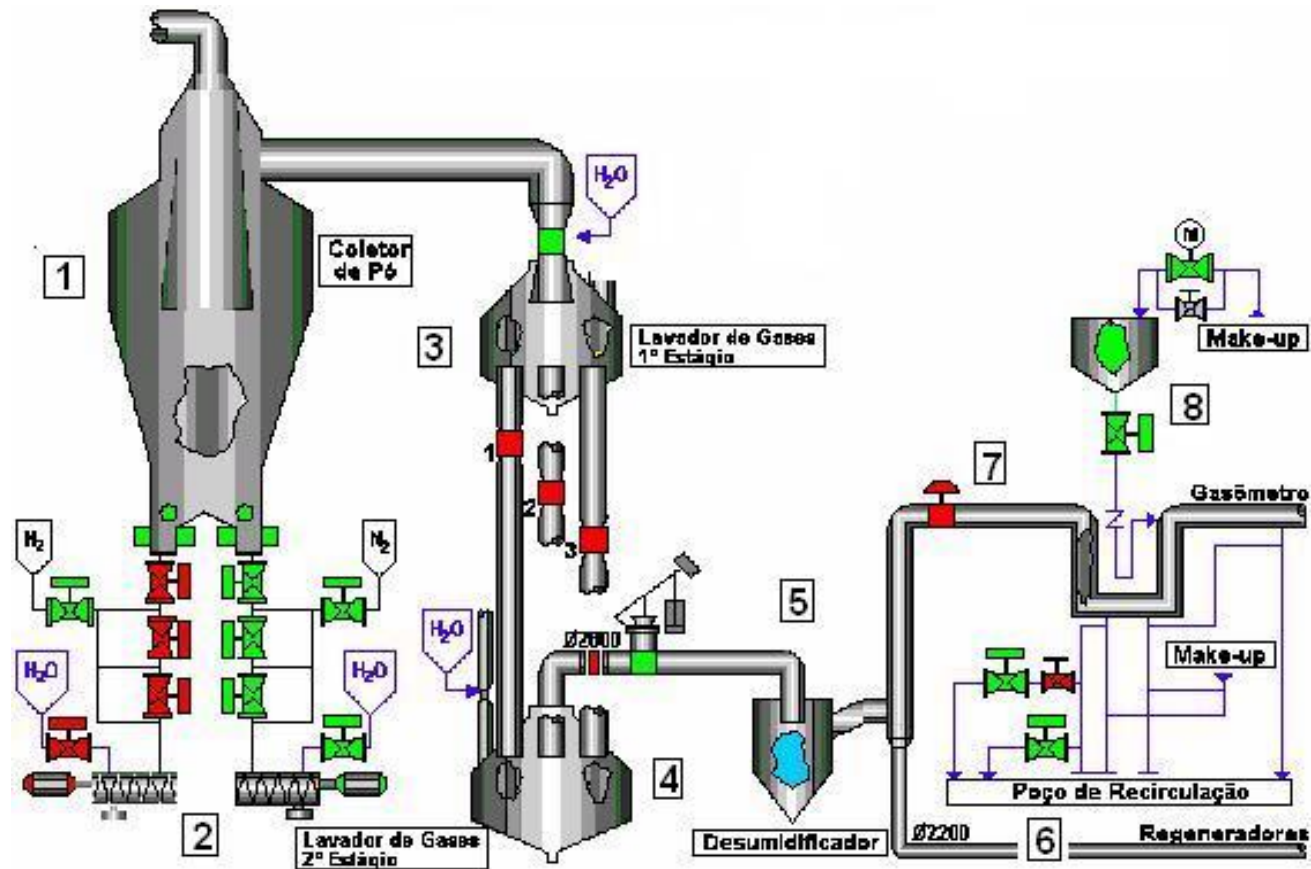 H₂O
M
1
Coletor
de Pó
3
Lavador de Gases
1º Estágio
Make-up
8
1
2
3
7
Gasômetro
N₂
N₂
5
H₂O
Ø2600
Make-up
H₂O
H₂O
4
Poço de Recirculação
2
Lavador de Gases
2º Estágio
Desumidificador
Ø2200
6
Regeneradores